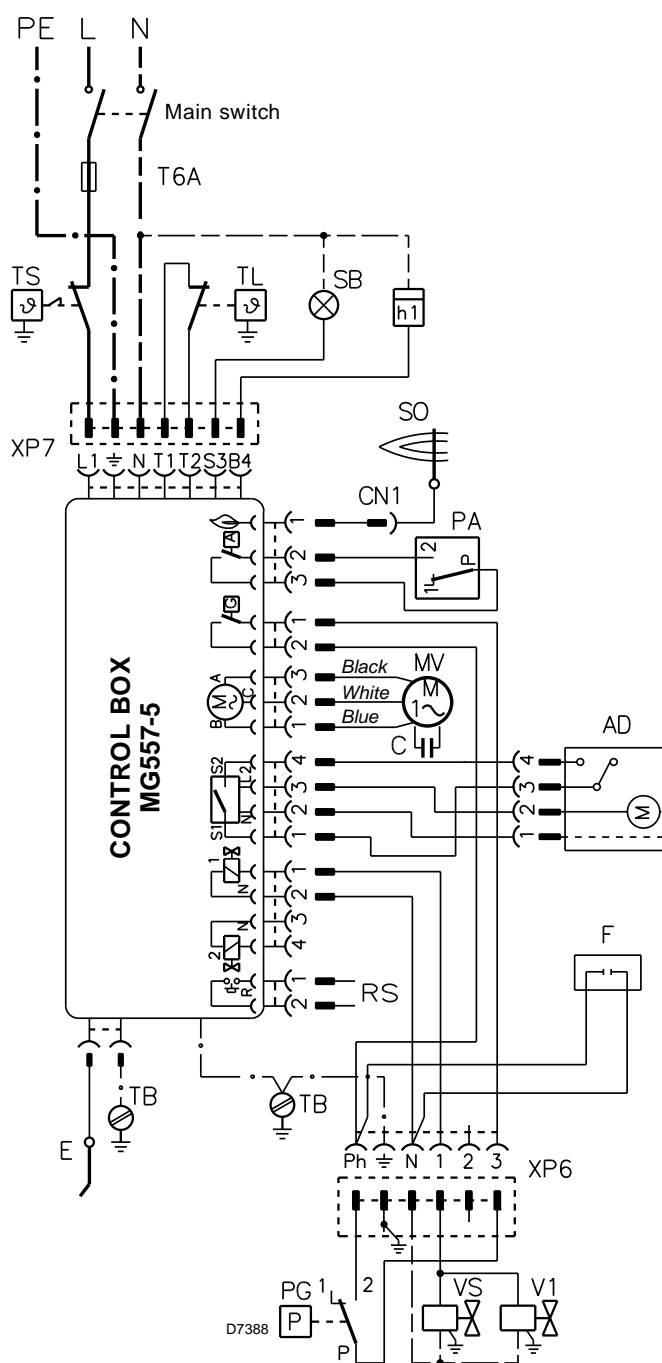 PE L N
Main switch
T6A
TS
ϑ
TL
ϑ
SB
h1
XP7
L1 N T1 T2 S3 B4
SO
CN1
PA
2
P
1
CONTROL BOX
MG557-5
1
A
2
3
G
1
2
A
M
C
B
3
2
1
Black
White
Blue
MV
M
1~
C
AD
S2
L2
N
S1
4
3
2
1
4
3
2
1
M
1
N
1
2
N
2
3
4
R
1
2
RS
F
TB
TB
E
Ph N 1 2 3
XP6
PG
P
1
2
P
VS
V1
D7388